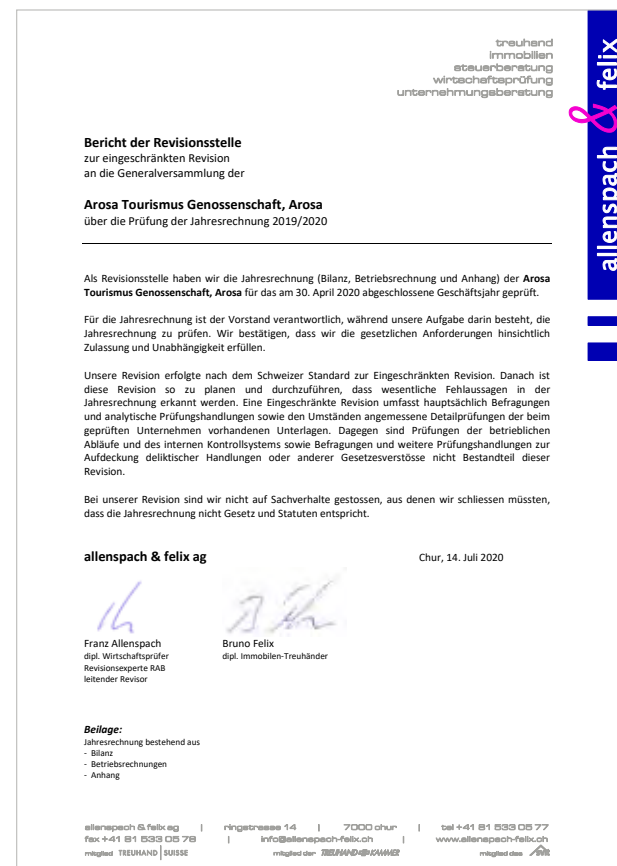 treuhand
immobilien
steuerberatung
wirtschaftsprüfung
unternehmungsberatung
allenspach & felix
Bericht der Revisionsstelle
zur eingeschränkten Revision
an die Generalversammlung der
Arosa Tourismus Genossenschaft, Arosa
über die Prüfung der Jahresrechnung 2019/2020
Als Revisionsstelle haben wir die Jahresrechnung (Bilanz, Betriebsrechnung und Anhang) der Arosa
Tourismus Genossenschaft, Arosa für das am 30. April 2020 abgeschlossene Geschäftsjahr geprüft.
Für die Jahresrechnung ist der Vorstand verantwortlich, während unsere Aufgabe darin besteht, die
Jahresrechnung zu prüfen. Wir bestätigen, dass wir die gesetzlichen Anforderungen hinsichtlich
Zulassung und Unabhängigkeit erfüllen.
Unsere Revision erfolgte nach dem Schweizer Standard zur Eingeschränkten Revision. Danach ist
diese Revision so zu planen und durchzuführen, dass wesentliche Fehlaussagen in der
Jahresrechnung erkannt werden. Eine Eingeschränkte Revision umfasst hauptsächlich Befragungen
und analytische Prüfungshandlungen sowie den Umständen angemessene Detailprüfungen der beim
geprüften Unternehmen vorhandenen Unterlagen. Dagegen sind Prüfungen der betrieblichen
Abläufe und des internen Kontrollsystems sowie Befragungen und weitere Prüfungshandlungen zur
Aufdeckung deliktischer Handlungen oder anderer Gesetzesverstösse nicht Bestandteil dieser
Revision.
Bei unserer Revision sind wir nicht auf Sachverhalte gestossen, aus denen wir schliessen müssten,
dass die Jahresrechnung nicht Gesetz und Statuten entspricht.
allenspach & felix ag Chur, 14. Juli 2020
Franz Allenspach Bruno Felix
dipl. Wirtschaftsprüfer dipl. Immobilen-Treuhänder
Revisionsexperte RAB
leitender Revisor
Beilage:
Jahresrechnung bestehend aus
- Bilanz
- Betriebsrechnungen
- Anhang
allenspach & felix ag | ringstrasse 14 | 7000 chur | tel +41 81 533 05 77
fax +41 81 533 05 78 | info@allenspach-felix.ch | www.allenspach-felix.ch
mitglied TREUHAND | SUISSE mitglied der TREUHAND KAMMER mitglied des SVIT